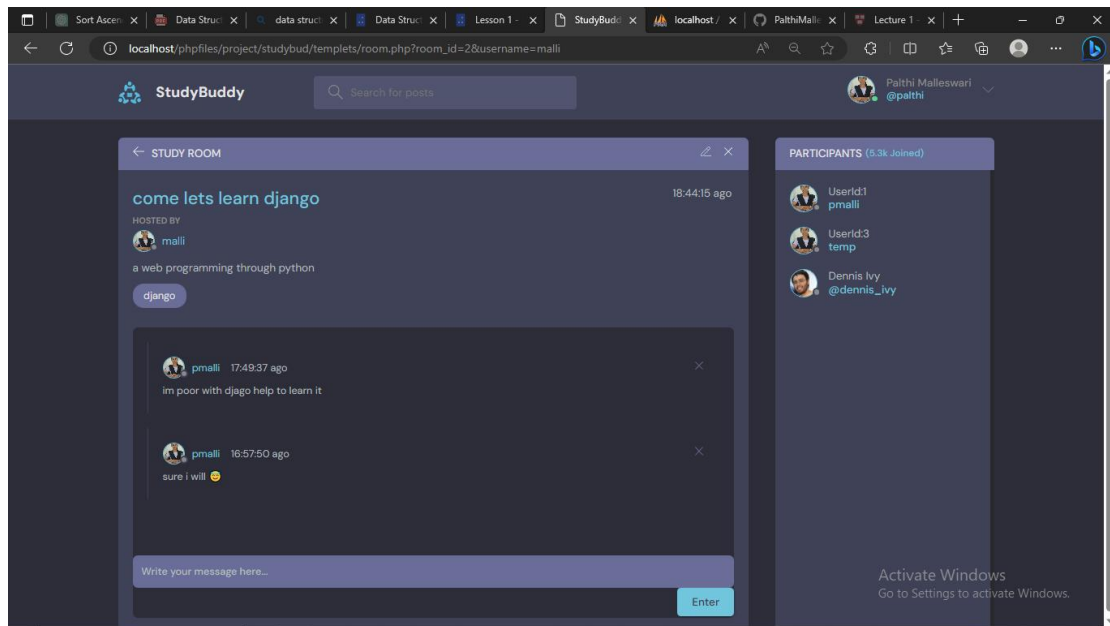 Sort Ascen
Data Struct
data struct
Data Struct
Lesson 1 -
StudyBudd
localhost /
PalthiMalle
Lecture 1 -
localhost/phpfiles/project/studybud/templets/room.php?room_id=2&username=malli
StudyBuddy
Search for posts
Palthi Malleswari
@palthi
STUDY ROOM
come lets learn django
18:44:15 ago
HOSTED BY
malli
a web programming through python
django
pmalli 17:49:37 ago
im poor with djago help to learn it
pmalli 16:57:50 ago
sure i will 😅
Write your message here...
Enter
PARTICIPANTS (5.3k Joined)
UserId:1
pmalli
UserId:3
temp
Dennis Ivy
@dennis_ivy
Activate Windows
Go to Settings to activate Windows.